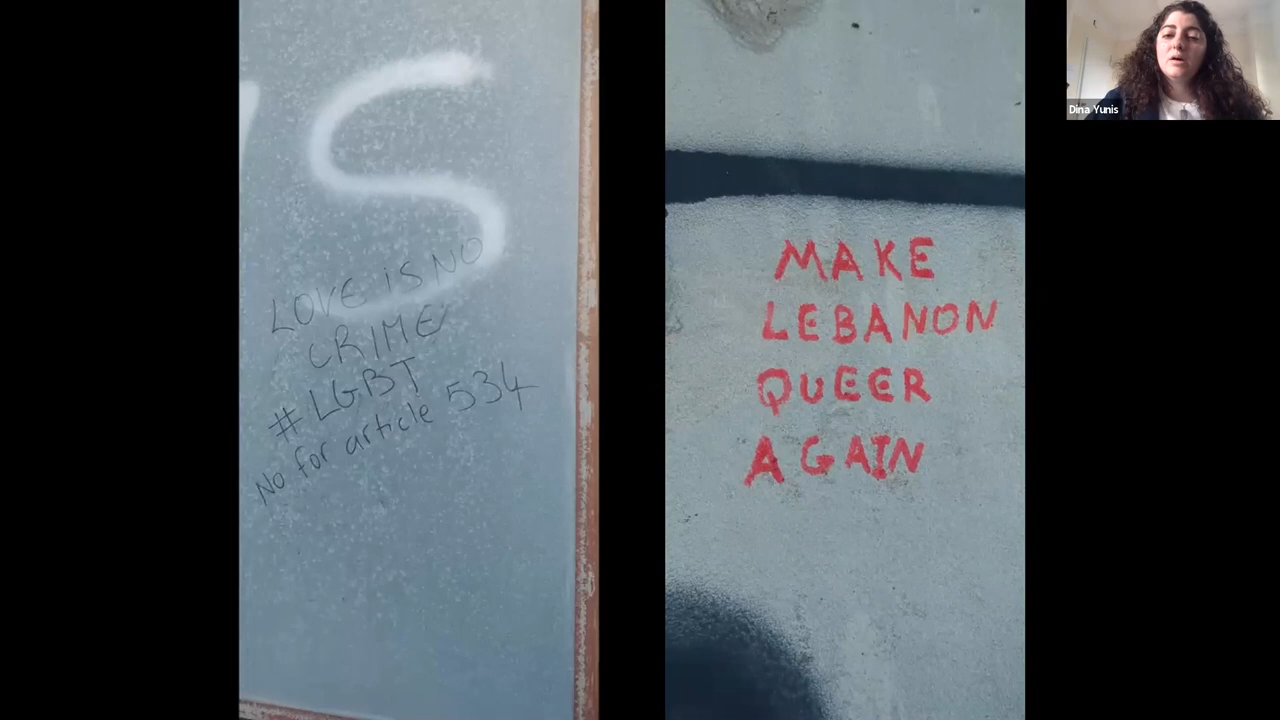 S
LOVE iS NO
CRIME
#LGBT
No for article 534
MAKE
LEBANON
QUEER
AGAIN
Dina Yunis